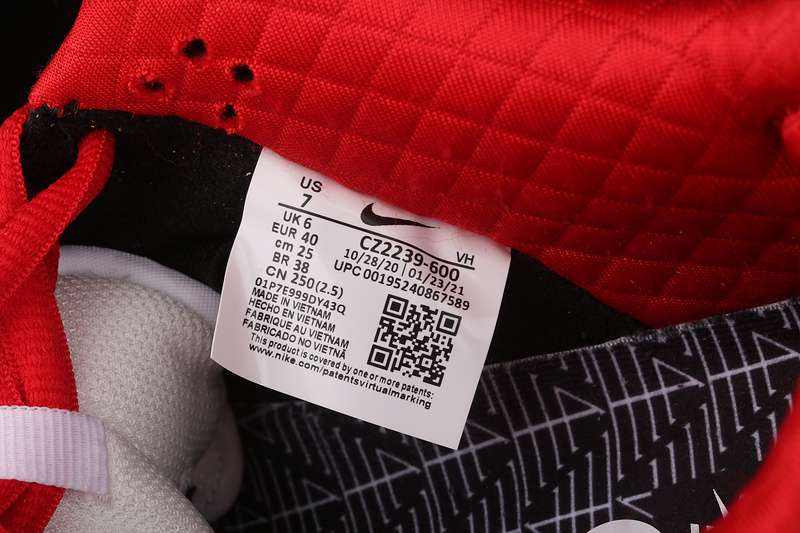 US
7
UK 6
EUR 40
cm 25
BR 38
CN 250(2.5)
CZ2239-600 VH
10/28/20 | 01/23/21
UPC 00195240867589
01P7E999DY43Q
MADE IN VIETNAM
HECHO EN VIETNAM
FABRIQUE AU VIETNAM
FABRICADO NO VIETNÃ
This product is covered by one or more patents:
www.nike.com/patentsvirtualmarking